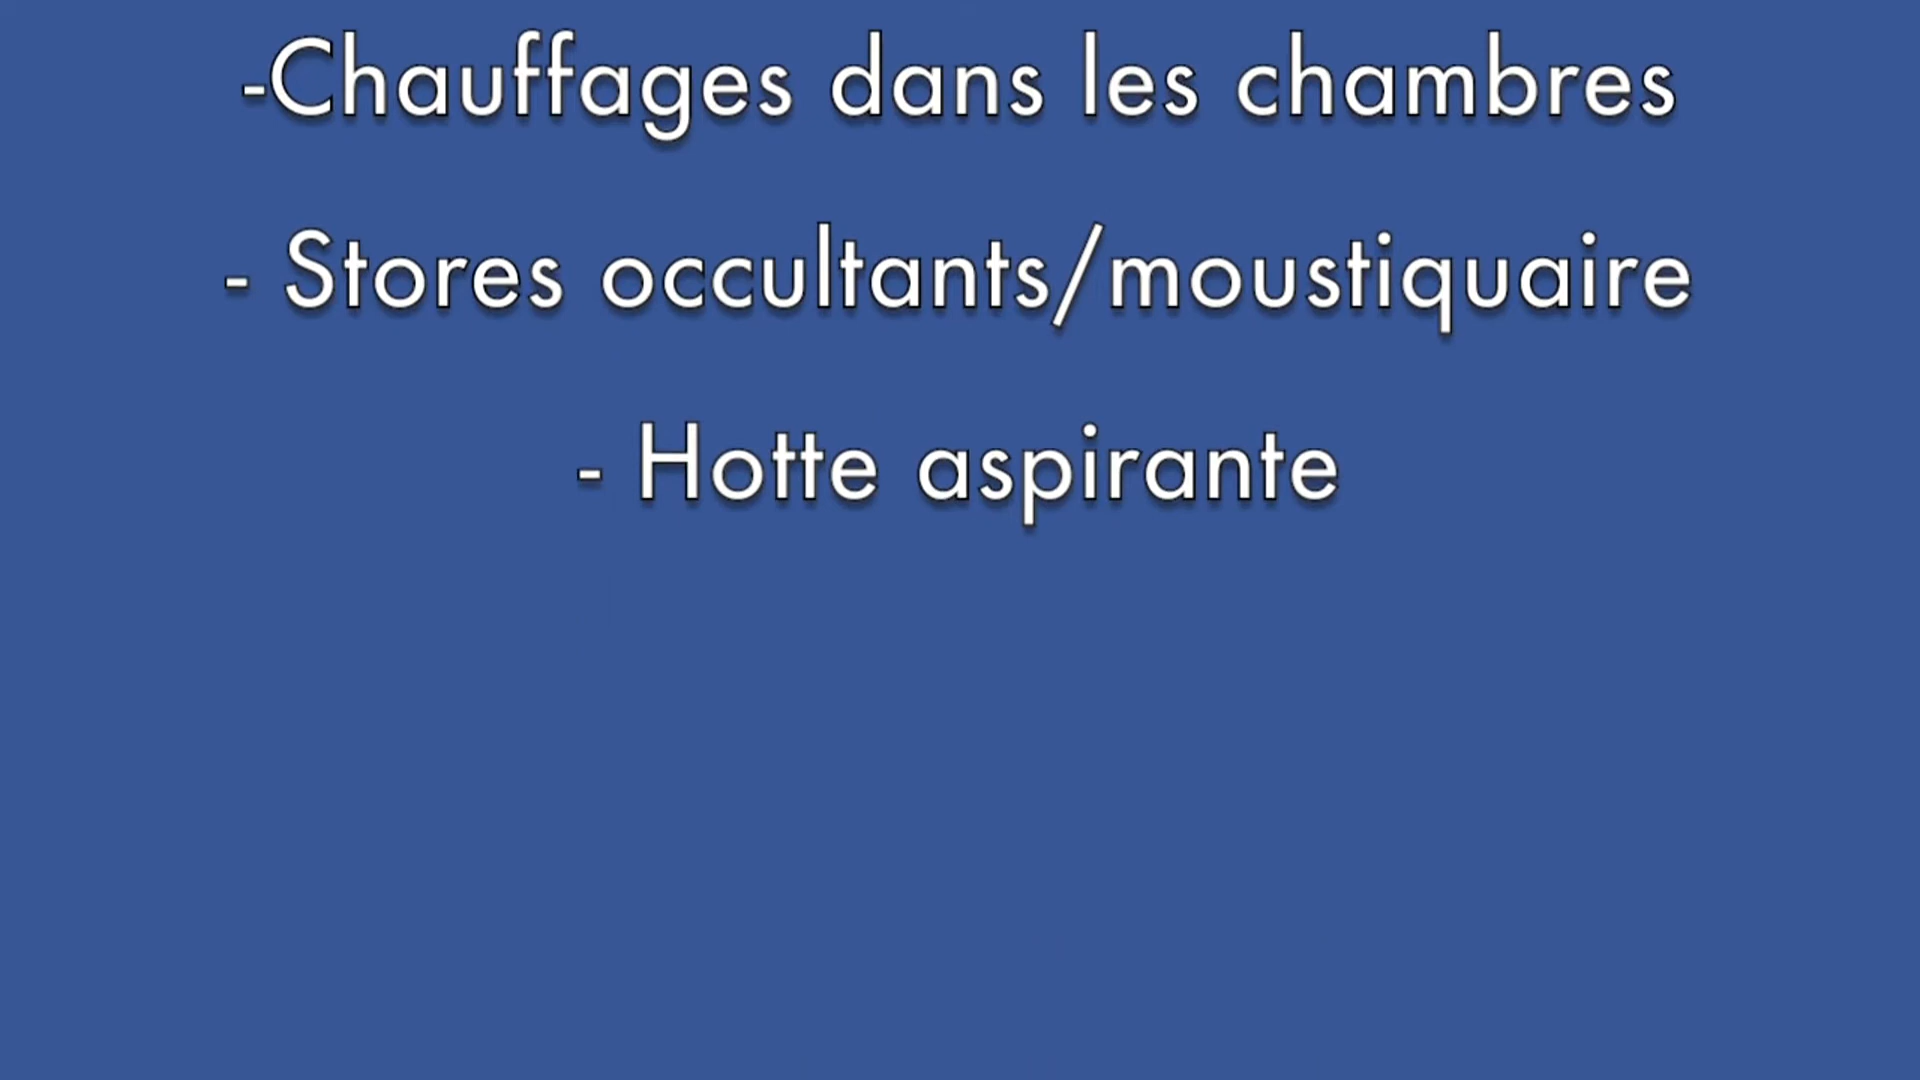 -Chauffages dans les chambres
- Stores occultants/moustiquaire
- Hotte aspirante